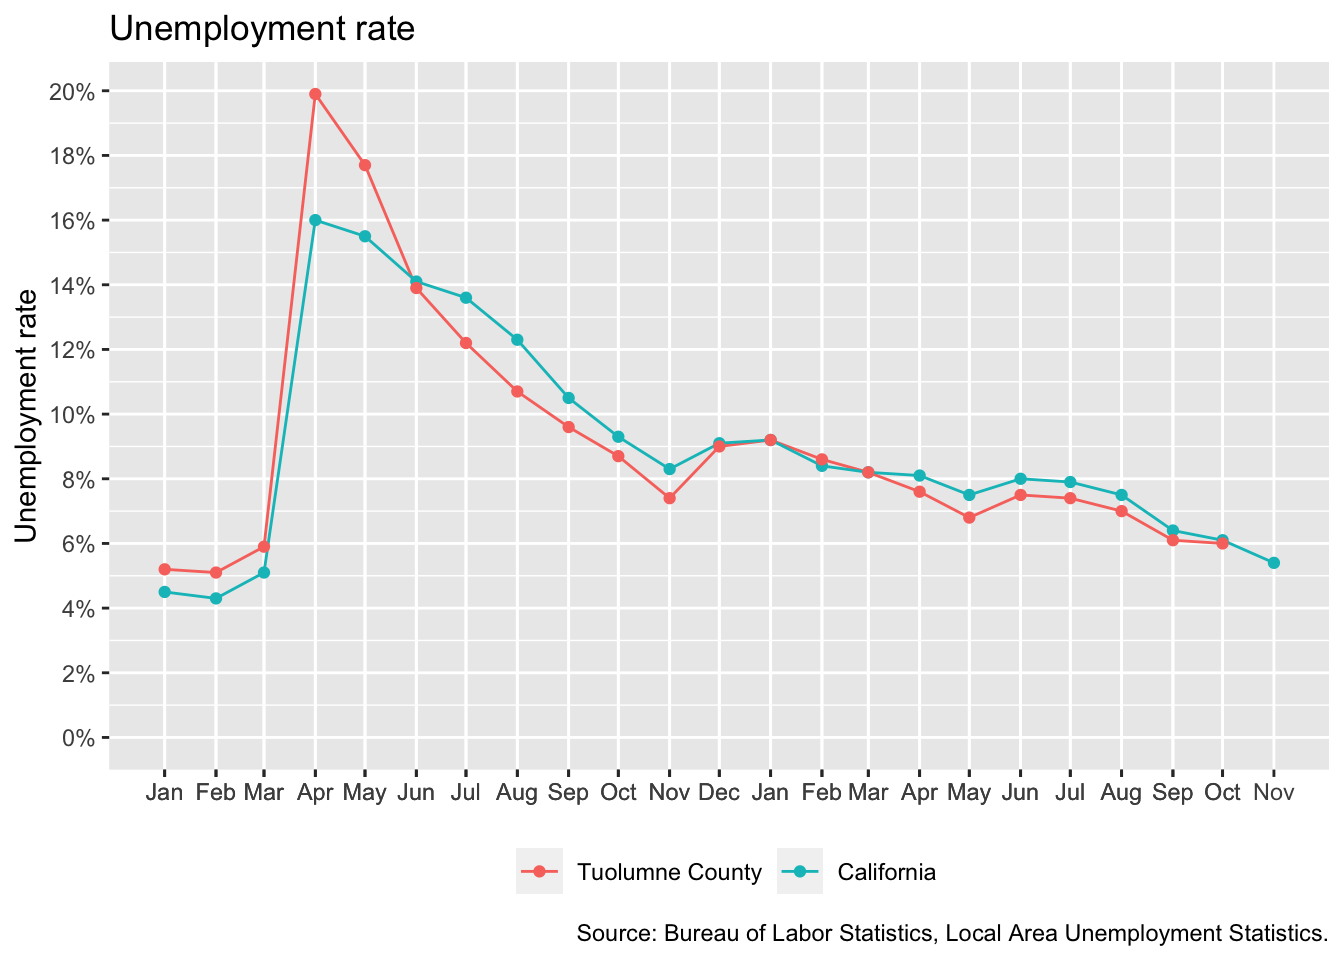 Unemployment rate
Unemployment rate
20%
18%
16%
14%
12%
10%
8%
6%
4%
2%
0%
Jan Feb Mar Apr May Jun Jul Aug Sep Oct Nov Dec Jan Feb Mar Apr May Jun Jul Aug Sep Oct Nov
Tuolumne County California
Source: Bureau of Labor Statistics, Local Area Unemployment Statistics.